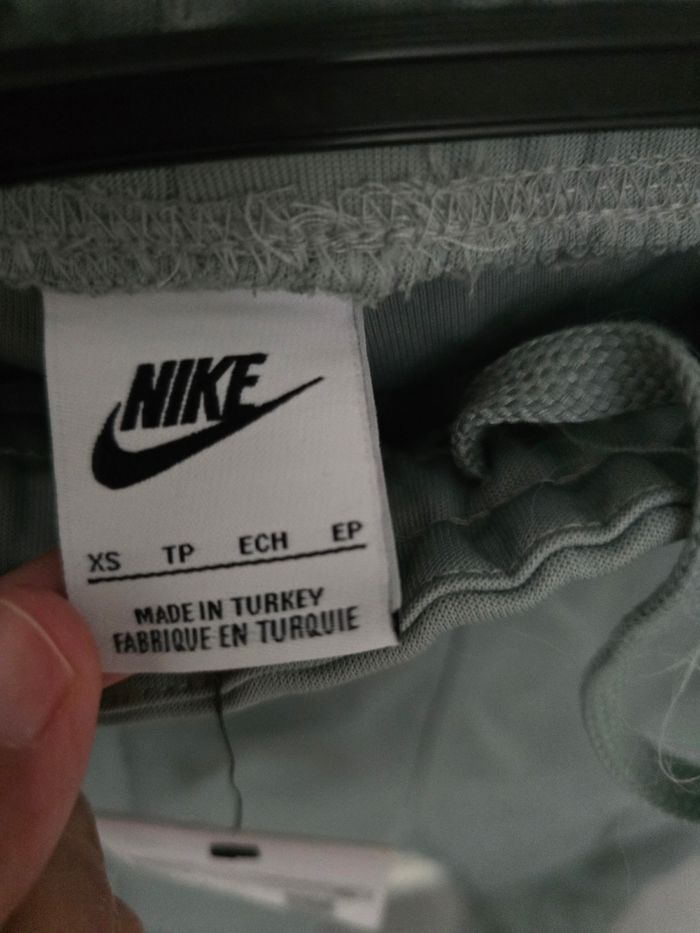 NIKE
XS TP ECH EP
MADE IN TURKEY
FABRIQUE EN TURQUIE